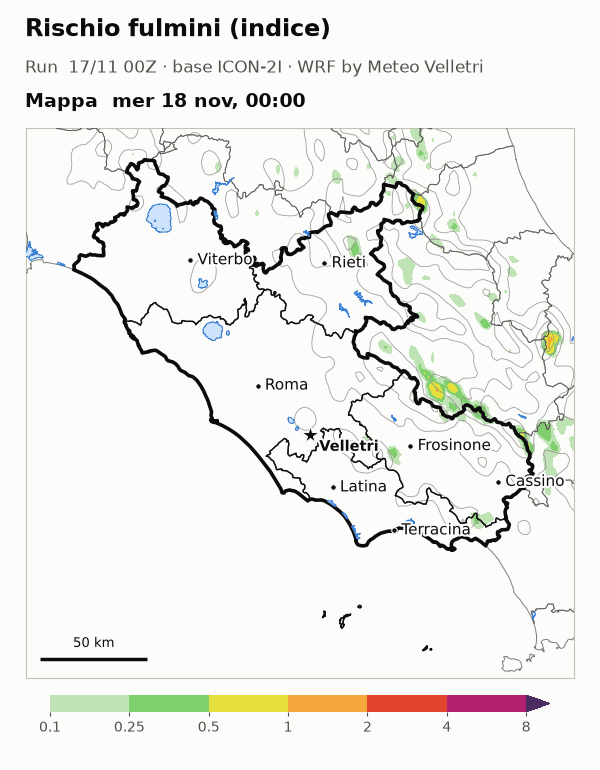 Rischio fulmini (indice)
Run  17/11 00Z · base ICON-2I · WRF by Meteo Velletri
Mappa  mer 18 nov, 00:00
Viterbo
Rieti
Roma
Velletri
Frosinone
Latina
Cassino
Terracina
50 km
0.1 0.25 0.5 1 2 4 8